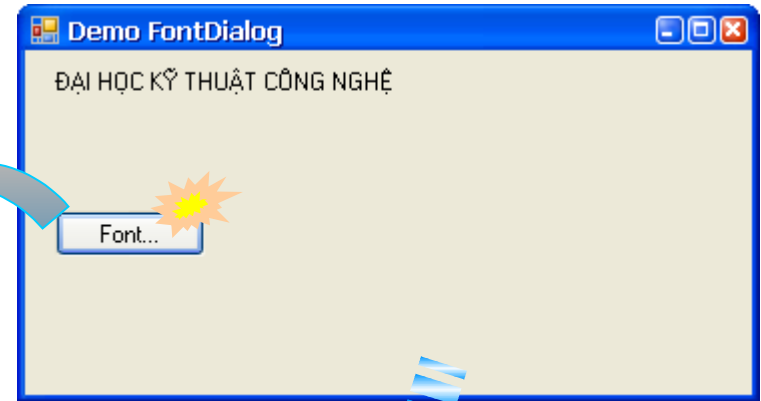 Demo FontDialog
ĐẠI HỌC KỸ THUẬT CÔNG NGHỆ
Font...